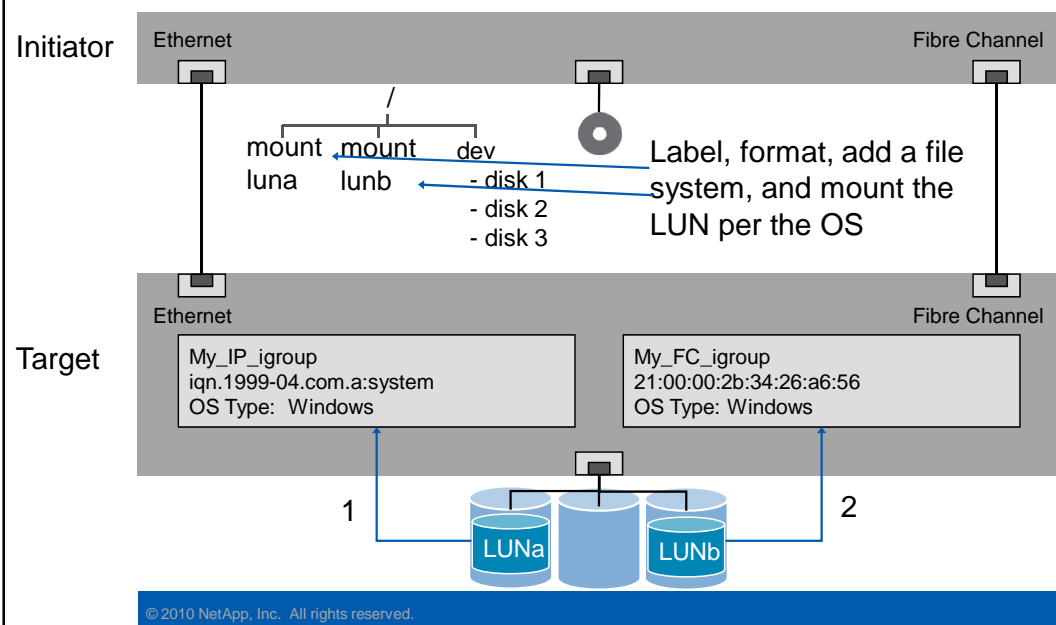 Initiator
Ethernet
Fibre Channel
/
mount
luna
mount
lunb
dev
- disk 1
- disk 2
- disk 3
Label, format, add a file
system, and mount the
LUN per the OS
Ethernet
Fibre Channel
Target
My_IP_igroup
iqn.1999-04.com.a:system
OS Type: Windows
My_FC_igroup
21:00:00:2b:34:26:a6:56
OS Type: Windows
1
2
LUNa
LUNb
© 2010 NetApp, Inc. All rights reserved.